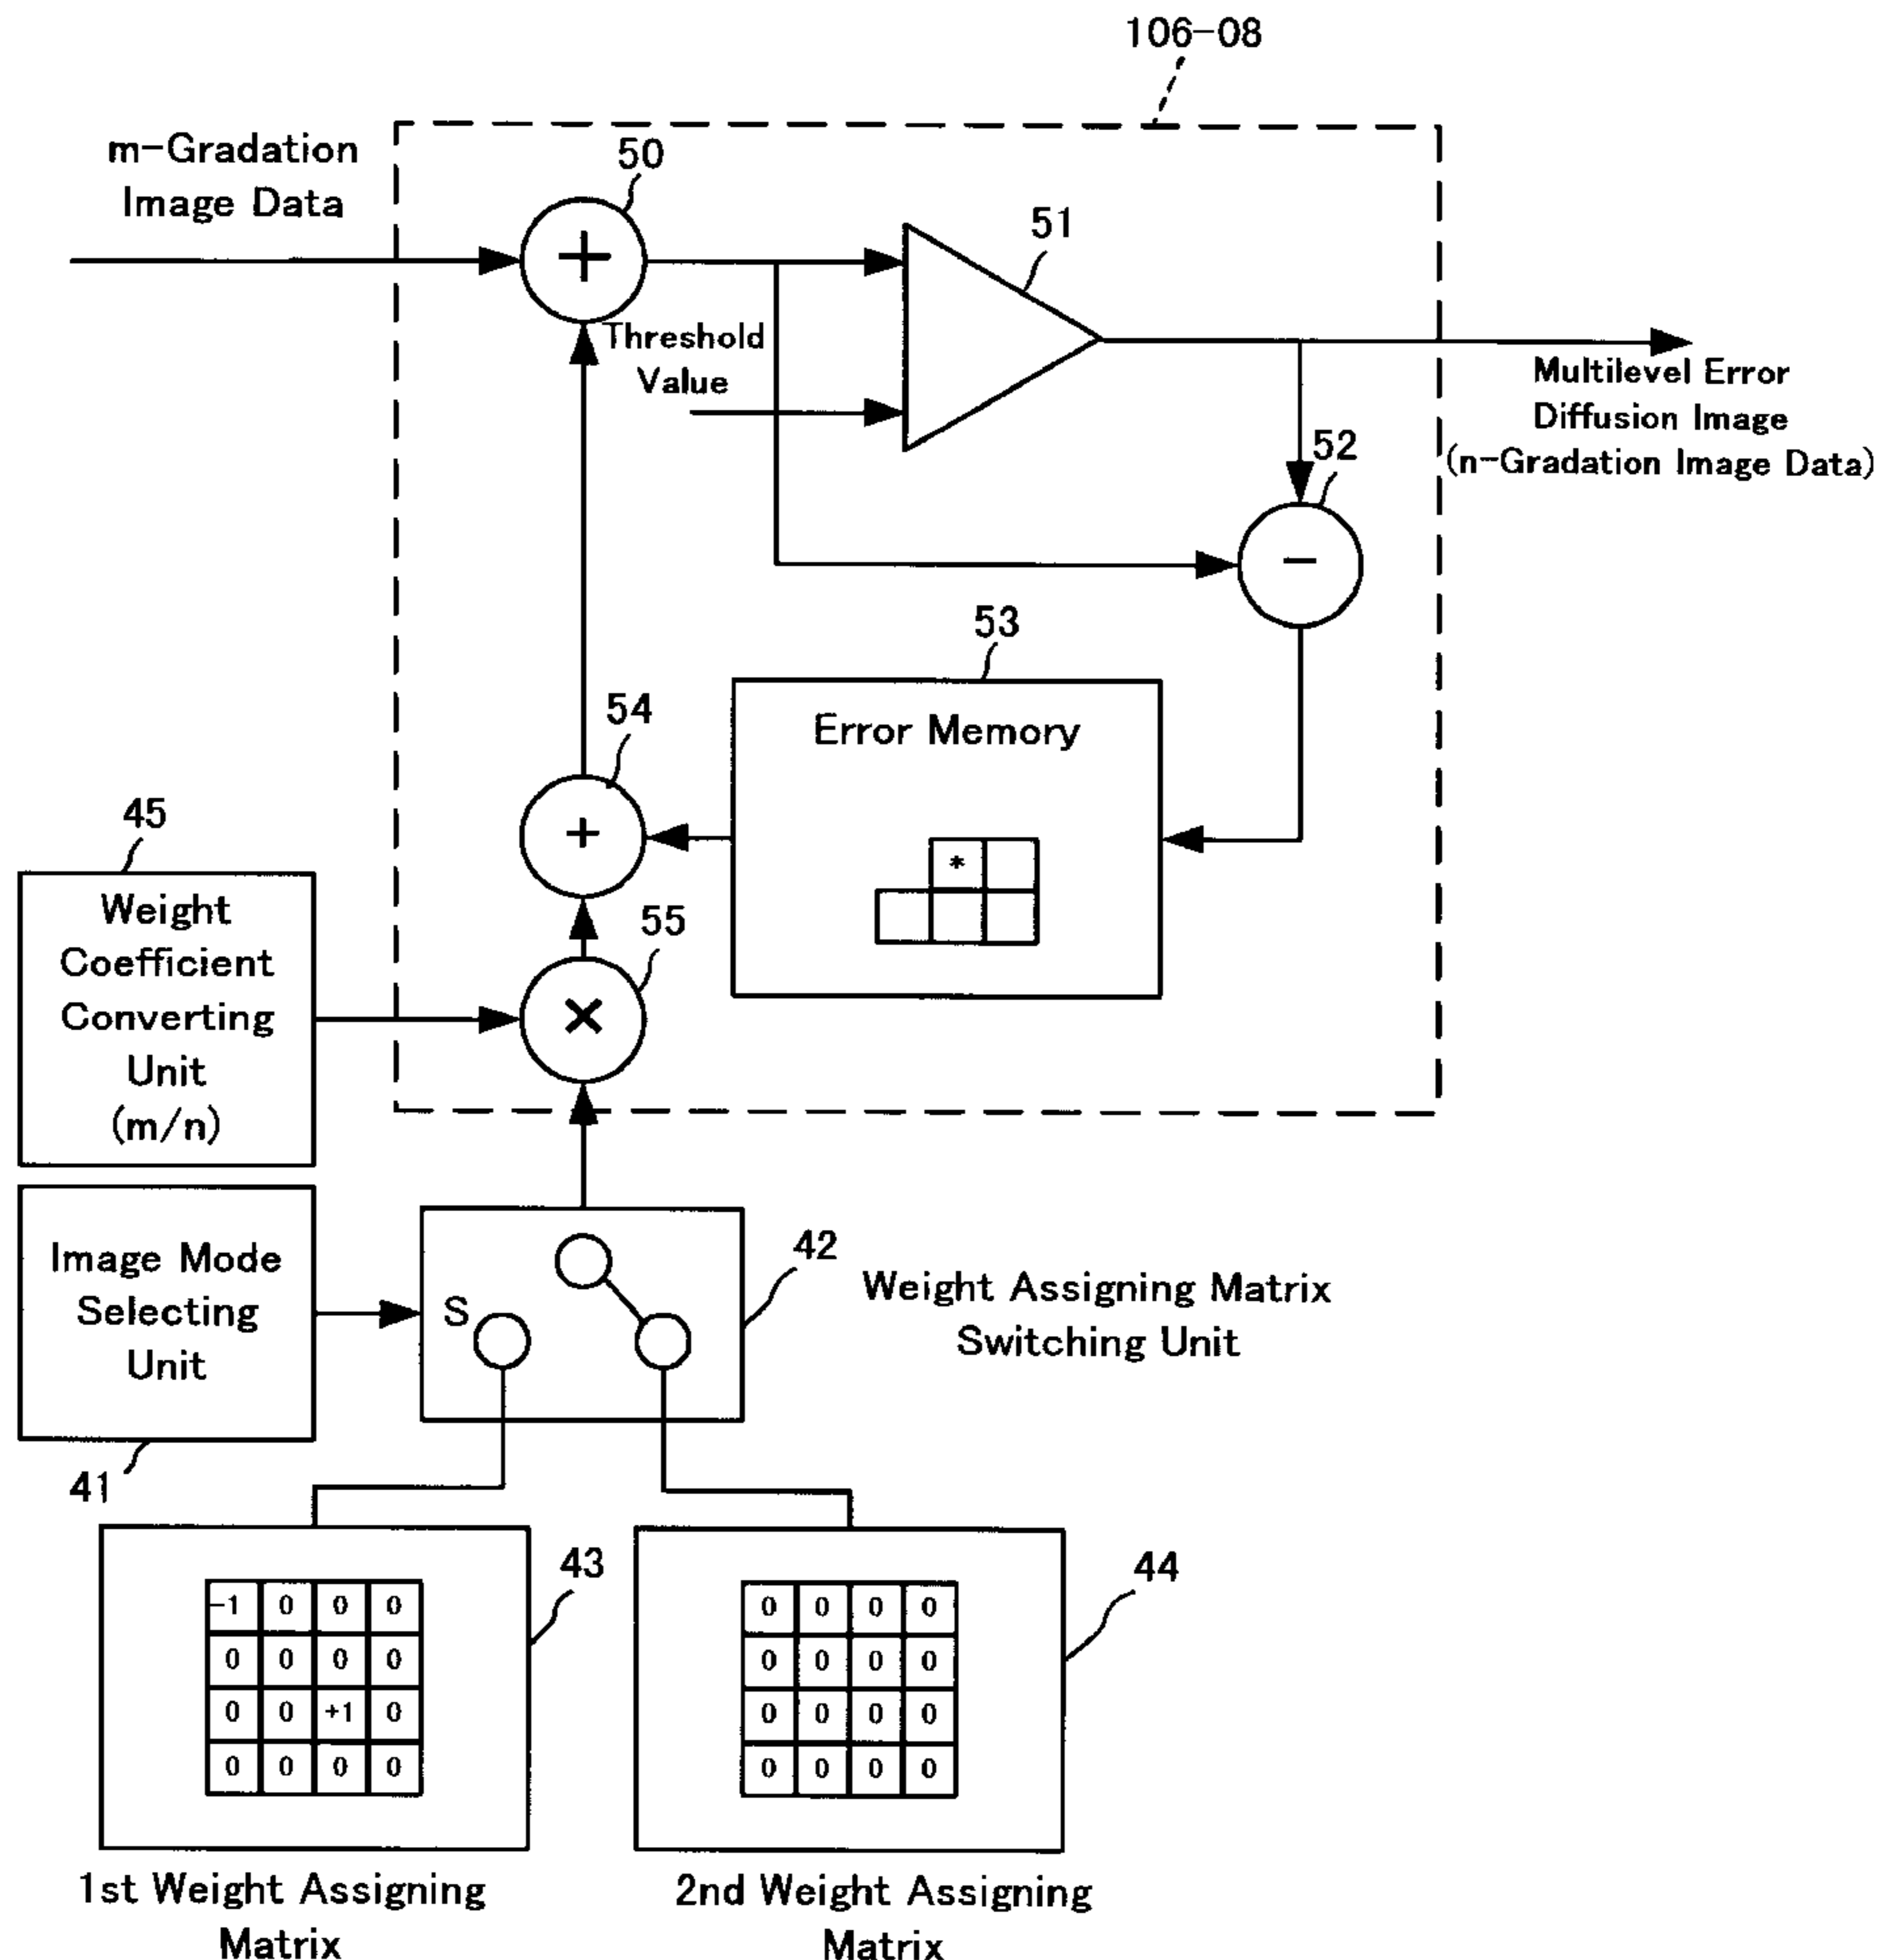 106-08
m-Gradation
Image Data
50
+
51
Threshold
Value
Multilevel Error
Diffusion Image
(n-Gradation Image Data)
52
−
53
Error Memory
*
54
+
45
Weight
Coefficient
Converting
Unit
(m/n)
55
×
Image Mode
Selecting
Unit
41
S
42
Weight Assigning Matrix
Switching Unit
43
-1 0 0 0
0 0 0 0
0 0 +1 0
0 0 0 0
1st Weight Assigning
Matrix
44
0 0 0 0
0 0 0 0
0 0 0 0
0 0 0 0
2nd Weight Assigning
Matrix